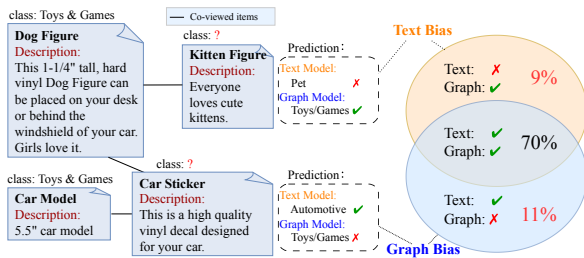 class: Toys & Games
Co-viewed items
Dog Figure
Description:
This 1-1/4" tall, hard
vinyl Dog Figure can
be placed on your desk
or behind the
windshield of your car.
Girls love it.
class: ?
Kitten Figure
Description:
Everyone
loves cute
kittens.
Prediction:
Text Model:
Pet ✗
Graph Model:
Toys/Games ✓
class: Toys & Games
Car Model
Description:
5.5" car model
class: ?
Car Sticker
Description:
This is a high quality
vinyl decal designed
for your car.
Prediction:
Text Model:
Automotive ✓
Graph Model:
Toys/Games ✗
Text Bias
Text: ✗
Graph: ✓
9%
Text: ✓
Graph: ✓
70%
Text: ✓
Graph: ✗
11%
Graph Bias